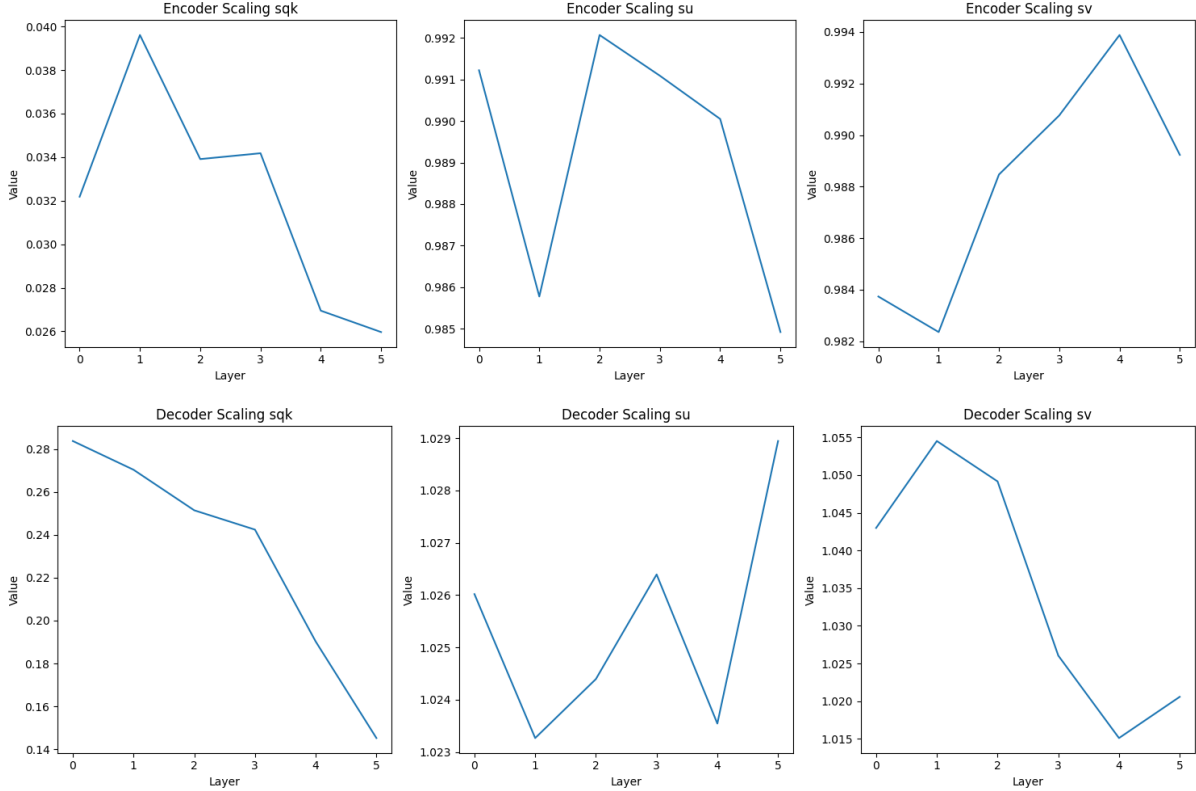 Encoder Scaling sqk
0.040
0.038
0.036
0.034
0.032
0.030
0.028
0.026
Value
0 1 2 3 4 5
Layer
Encoder Scaling su
0.992
0.991
0.990
0.989
0.988
0.987
0.986
0.985
Value
0 1 2 3 4 5
Layer
Encoder Scaling sv
0.994
0.992
0.990
0.988
0.986
0.984
0.982
Value
0 1 2 3 4 5
Layer
Decoder Scaling sqk
0.28
0.26
0.24
0.22
0.20
0.18
0.16
0.14
Value
0 1 2 3 4 5
Layer
Decoder Scaling su
1.029
1.028
1.027
1.026
1.025
1.024
1.023
Value
0 1 2 3 4 5
Layer
Decoder Scaling sv
1.055
1.050
1.045
1.040
1.035
1.030
1.025
1.020
1.015
Value
0 1 2 3 4 5
Layer